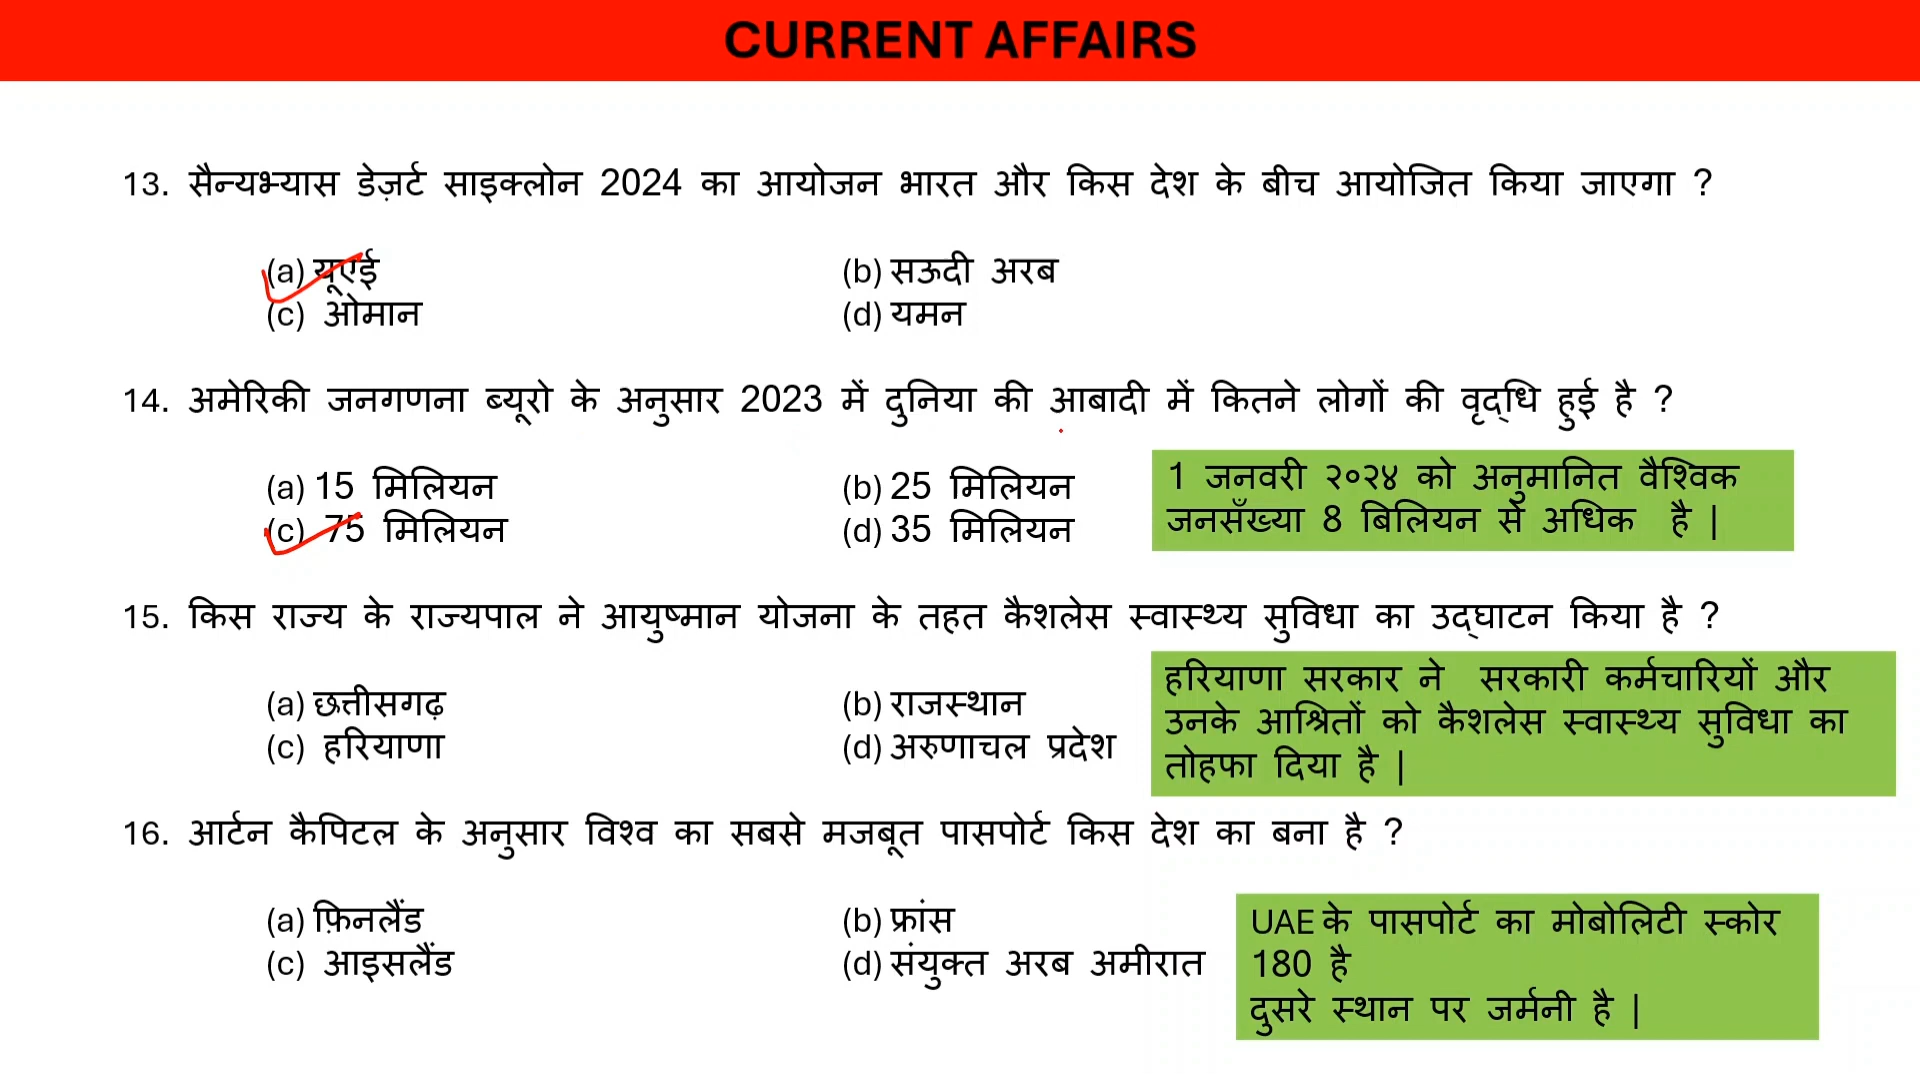 CURRENT AFFAIRS
13. सैन्यभ्यास डेज़र्ट साइक्लोन 2024 का आयोजन भारत और किस देश के बीच आयोजित किया जाएगा ?
(a) यूएई (b) सऊदी अरब
(c) ओमान (d) यमन
14. अमेरिकी जनगणना ब्यूरो के अनुसार 2023 में दुनिया की आबादी में कितने लोगों की वृद्धि हुई है ?
(a) 15 मिलियन (b) 25 मिलियन
(c) 75 मिलियन (d) 35 मिलियन
1 जनवरी २०२४ को अनुमानित वैश्विक
जनसँख्या 8 बिलियन से अधिक है |
15. किस राज्य के राज्यपाल ने आयुष्मान योजना के तहत कैशलेस स्वास्थ्य सुविधा का उद्घाटन किया है ?
(a) छत्तीसगढ़ (b) राजस्थान
(c) हरियाणा (d) अरुणाचल प्रदेश
हरियाणा सरकार ने सरकारी कर्मचारियों और
उनके आश्रितों को कैशलेस स्वास्थ्य सुविधा का
तोहफा दिया है |
16. आर्टन कैपिटल के अनुसार विश्व का सबसे मजबूत पासपोर्ट किस देश का बना है ?
(a) फ़िनलैंड (b) फ्रांस
(c) आइसलैंड (d) संयुक्त अरब अमीरात
UAE के पासपोर्ट का मोबोलिटी स्कोर
180 है
दुसरे स्थान पर जर्मनी है |